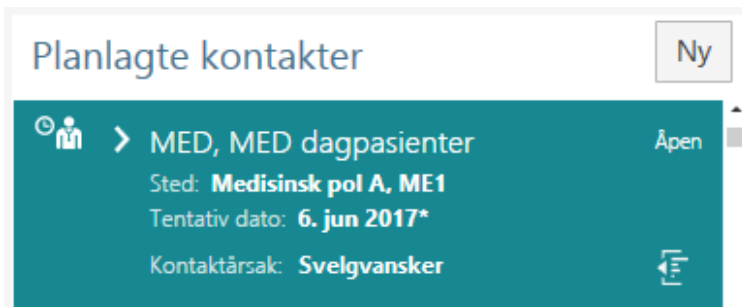 Planlagte kontakter
Ny
MED, MED dagpasienter
Åpen
Sted: Medisinsk pol A, ME1
Tentativ dato: 6. jun 2017*
Kontaktårsak: Svelgvansker